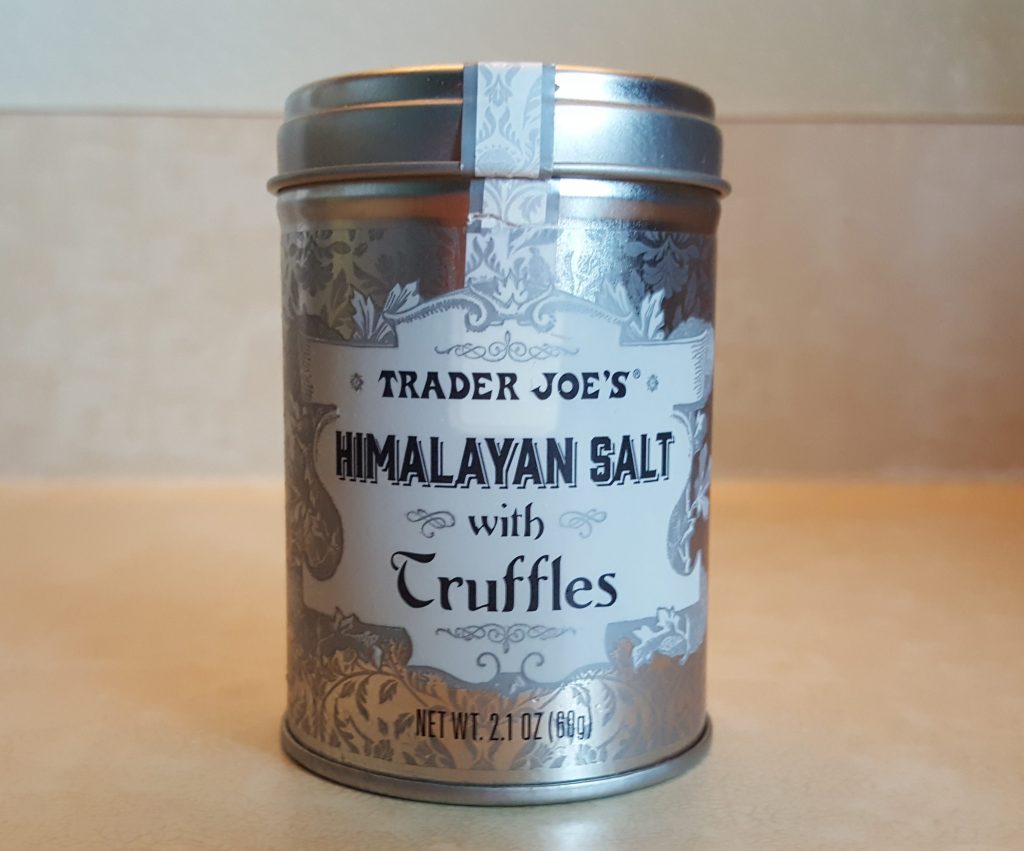 TRADER JOE'S®
HIMALAYAN SALT
with
Truffles
NET WT. 2.1 OZ (60g)